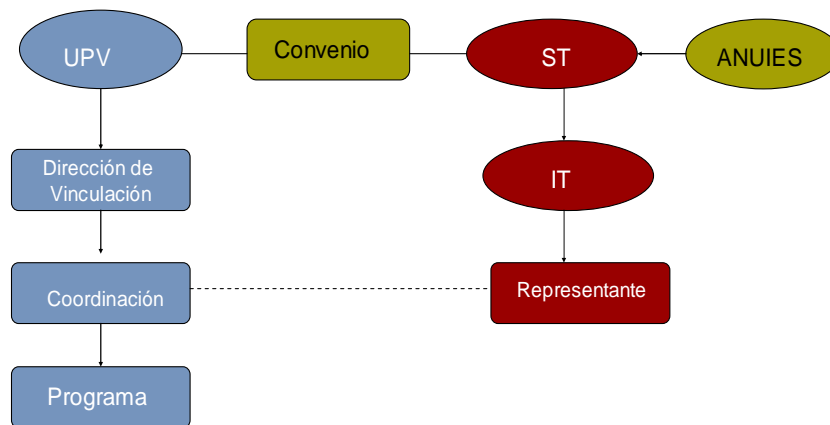 UPV
Convenio
ST
ANUIES
Dirección de
Vinculación
IT
Coordinación
Representante
Programa